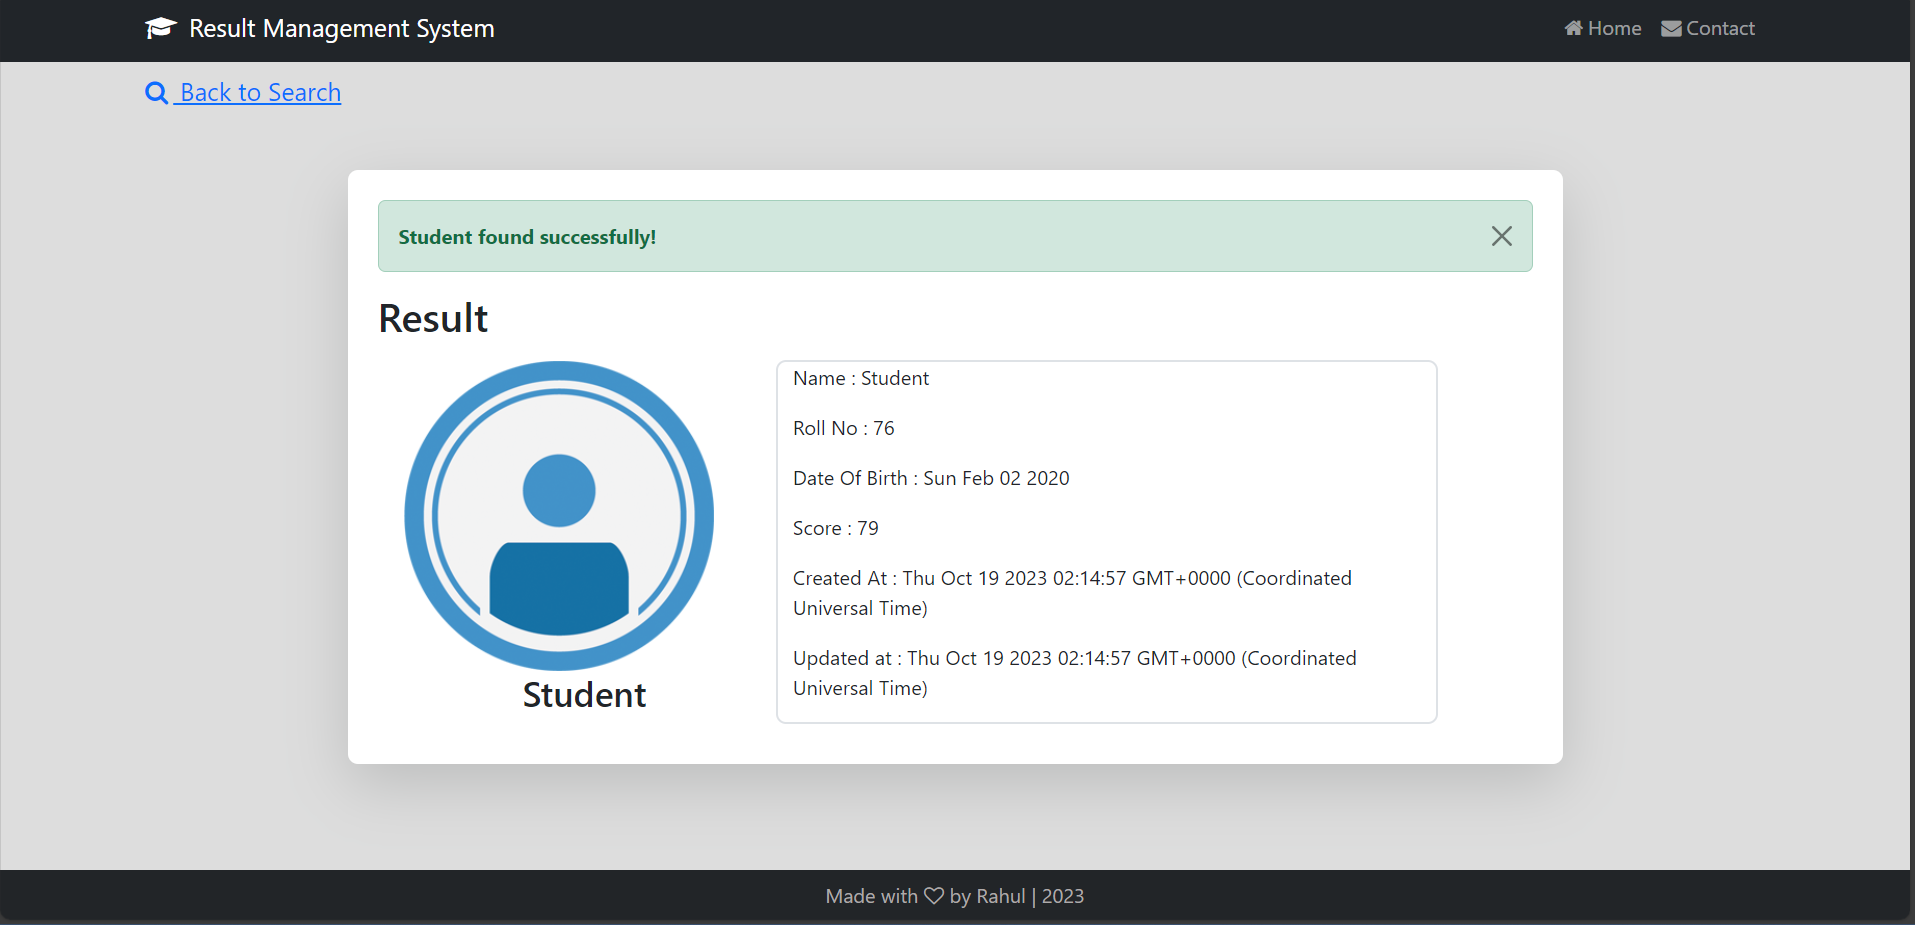 Result Management System
Home
Contact
Back to Search
Student found successfully!
Result
Student
Name : Student
Roll No : 76
Date Of Birth : Sun Feb 02 2020
Score : 79
Created At : Thu Oct 19 2023 02:14:57 GMT+0000 (Coordinated
Universal Time)
Updated at : Thu Oct 19 2023 02:14:57 GMT+0000 (Coordinated
Universal Time)
Made with ♡ by Rahul | 2023